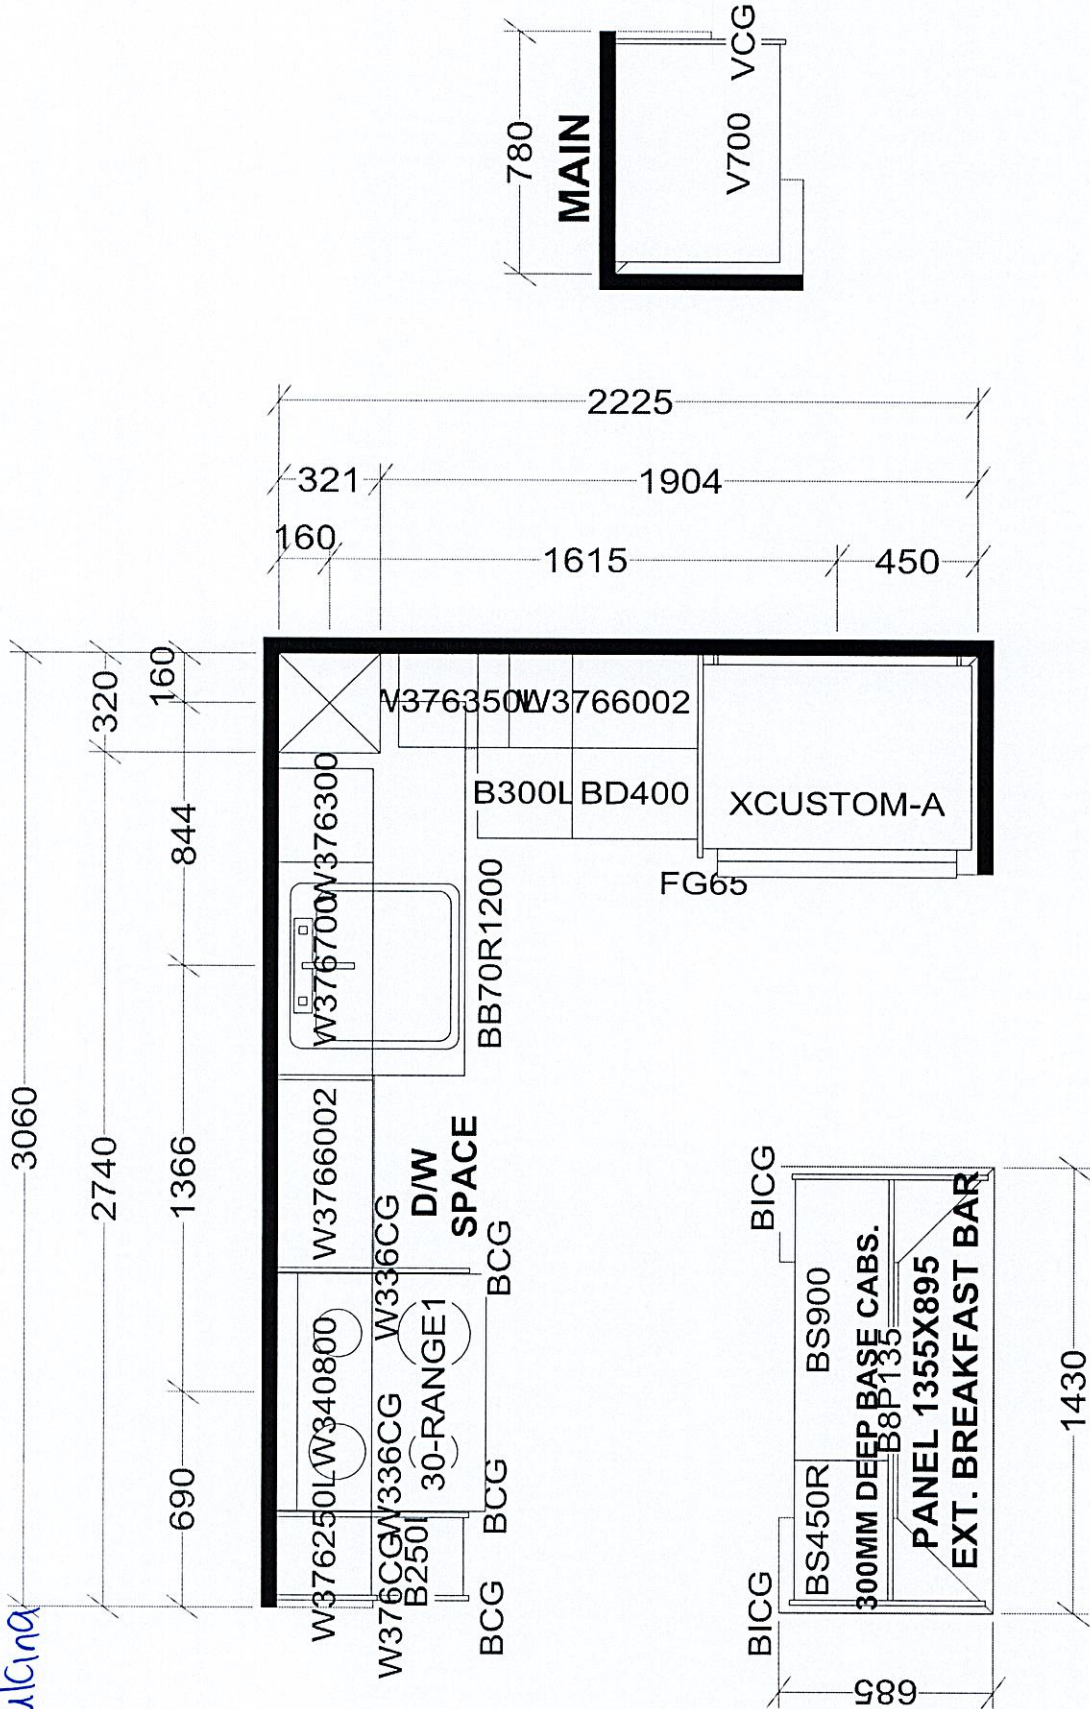 780
MAIN
V700
VCG
2225
321
1904
160
1615
450
3060
320
160
2740
844
1366
690
W376350L
W3766002
W376300
B300L
BD400
XCUSTOM-A
FG65
W376700
BB70R1200
W3766002
D/W
SPACE
W336CG
BCG
W340800
30-RANGE1
W376250L
W336CG
W376CG
BCG
BCG
BICG
BS900
300MM DEEP BASE CABS.
B8P135
PANEL 1355X895
EXT. BREAKFAST BAR
BS450R
BICG
1430
685